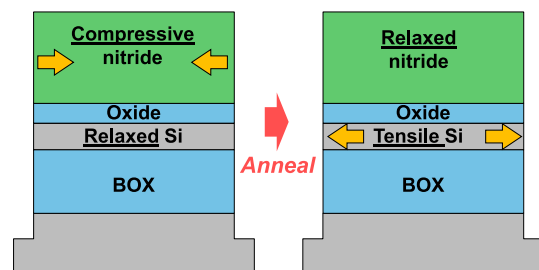 Compressive
nitride
Oxide
Relaxed Si
BOX
Anneal
Relaxed
nitride
Oxide
Tensile Si
BOX